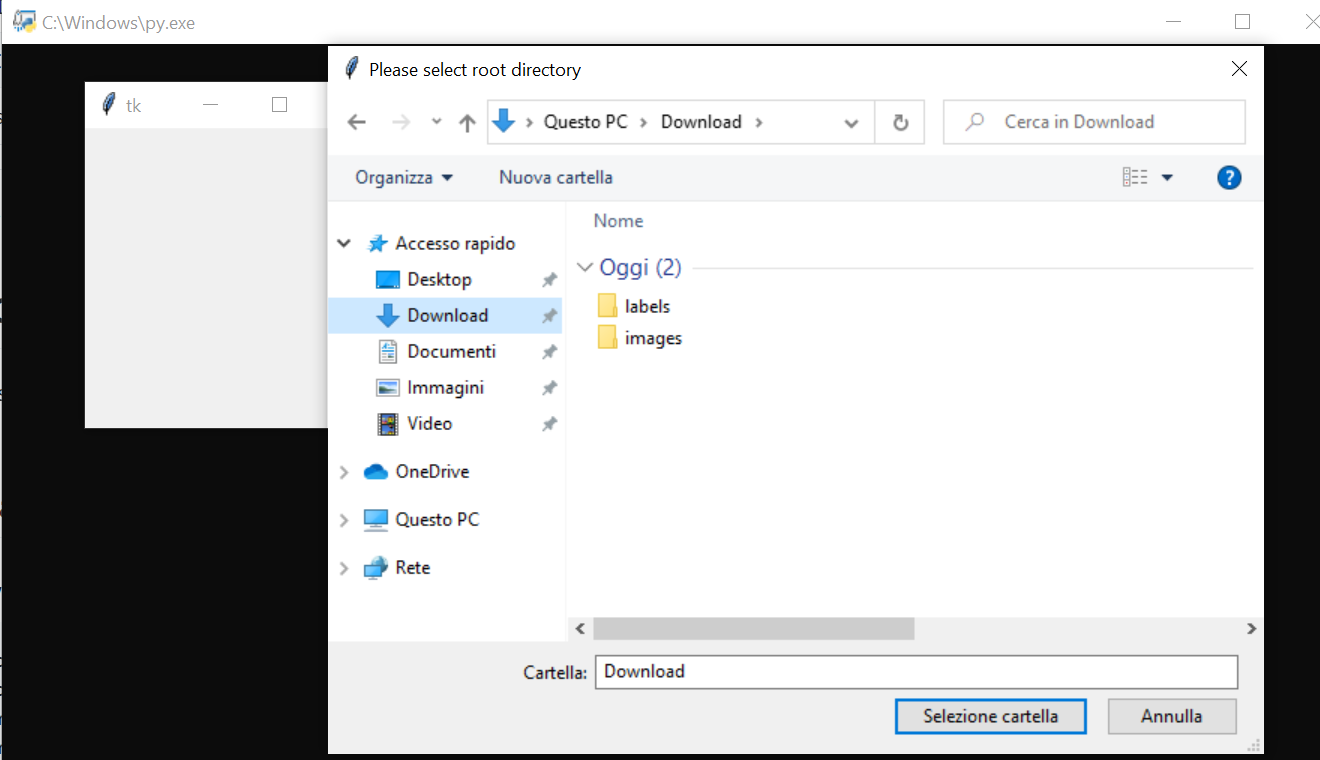 C:\Windows\py.exe
tk
Please select root directory
Questo PC > Download >
Cerca in Download
Organizza
Nuova cartella
?
Nome
Accesso rapido
Desktop
Download
Documenti
Immagini
Video
OneDrive
Questo PC
Rete
Oggi (2)
labels
images
Cartella: Download
Selezione cartella
Annulla